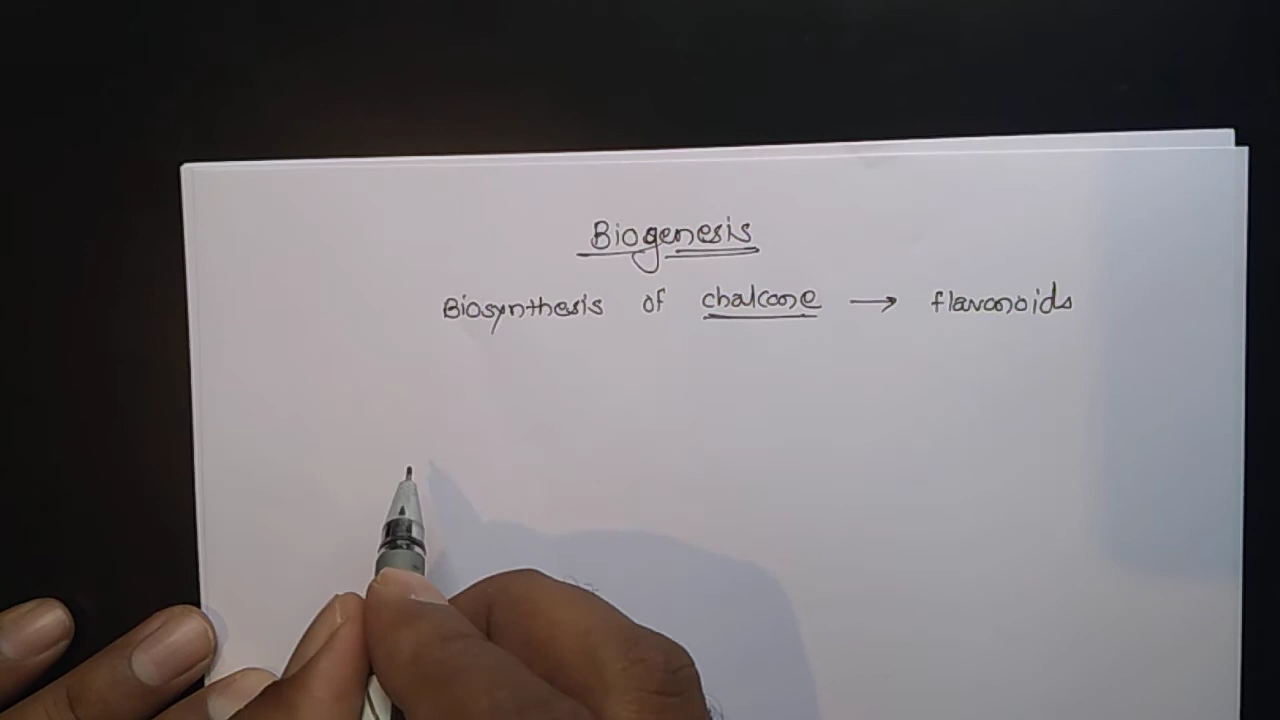 Biogenesis
Biosynthesis of chalcone → flavonoids